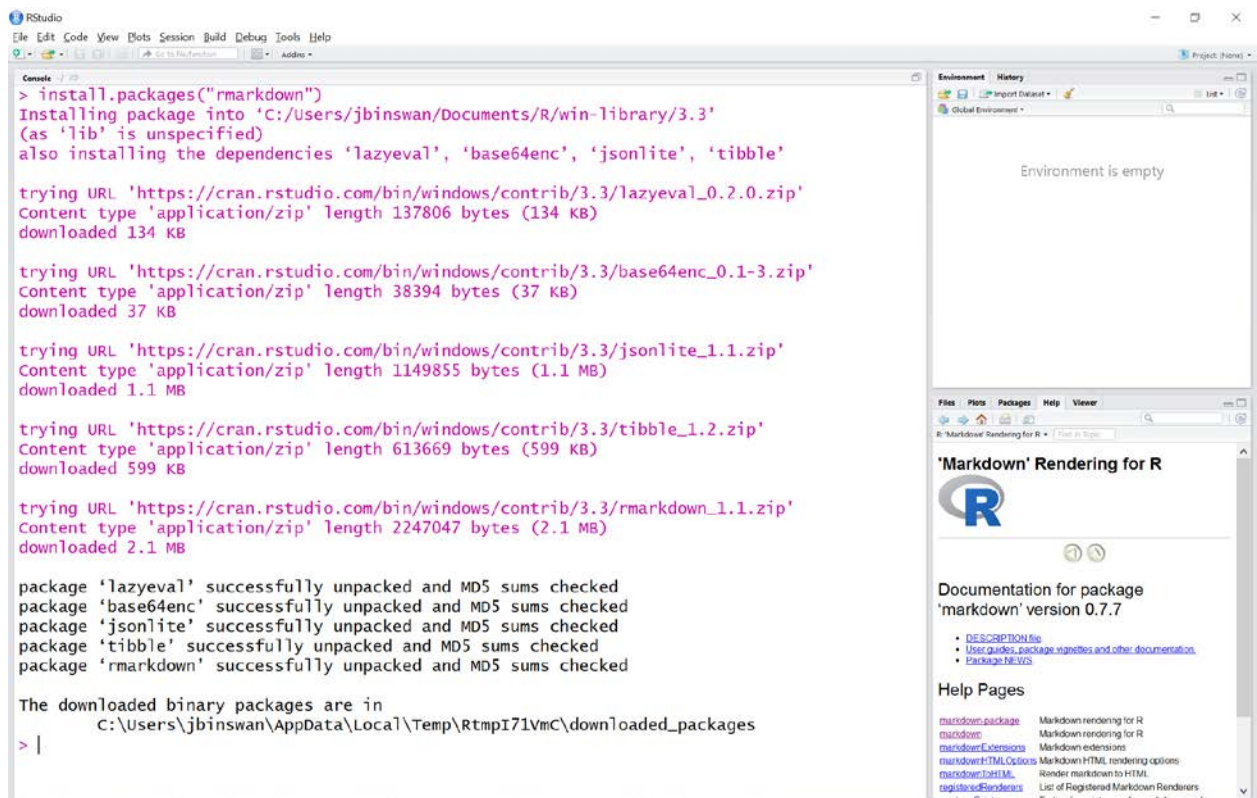 RStudio
File Edit Code View Plots Session Build Debug Tools Help
Go to file/function Addins
Project: (None)
Console ~/
> install.packages("rmarkdown")
Installing package into ‘C:/Users/jbinswan/Documents/R/win-library/3.3’
(as ‘lib’ is unspecified)
also installing the dependencies ‘lazyeval’, ‘base64enc’, ‘jsonlite’, ‘tibble’
trying URL 'https://cran.rstudio.com/bin/windows/contrib/3.3/lazyeval_0.2.0.zip'
Content type 'application/zip' length 137806 bytes (134 KB)
downloaded 134 KB
trying URL 'https://cran.rstudio.com/bin/windows/contrib/3.3/base64enc_0.1-3.zip'
Content type 'application/zip' length 38394 bytes (37 KB)
downloaded 37 KB
trying URL 'https://cran.rstudio.com/bin/windows/contrib/3.3/jsonlite_1.1.zip'
Content type 'application/zip' length 1149855 bytes (1.1 MB)
downloaded 1.1 MB
trying URL 'https://cran.rstudio.com/bin/windows/contrib/3.3/tibble_1.2.zip'
Content type 'application/zip' length 613669 bytes (599 KB)
downloaded 599 KB
trying URL 'https://cran.rstudio.com/bin/windows/contrib/3.3/rmarkdown_1.1.zip'
Content type 'application/zip' length 2247047 bytes (2.1 MB)
downloaded 2.1 MB
package ‘lazyeval’ successfully unpacked and MD5 sums checked
package ‘base64enc’ successfully unpacked and MD5 sums checked
package ‘jsonlite’ successfully unpacked and MD5 sums checked
package ‘tibble’ successfully unpacked and MD5 sums checked
package ‘rmarkdown’ successfully unpacked and MD5 sums checked
The downloaded binary packages are in
C:\Users\jbinswan\AppData\Local\Temp\RtmpI71VmC\downloaded_packages
>
Environment History
Import Dataset List
Global Environment
Environment is empty
Files Plots Packages Help Viewer
R: 'Markdown' Rendering for R Find in Topic
'Markdown' Rendering for R
R
Documentation for package
‘markdown’ version 0.7.7
DESCRIPTION file.
User guides, package vignettes and other documentation.
Package NEWS.
Help Pages
markdown-package Markdown rendering for R
markdown Markdown rendering for R
markdownExtensions Markdown extensions
markdownHTMLOptions Markdown HTML rendering options
markdownToHTML Render markdown to HTML.
registeredRenderers List of Registered Markdown Renderers